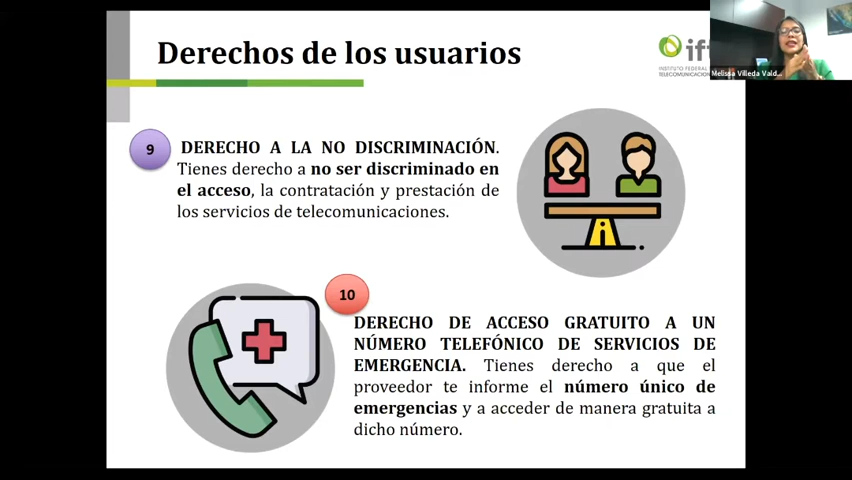 Derechos de los usuarios
ift
INSTITUTO FEDERAL
TELECOMUNICACION
Melissa Villeda Vald...
9
DERECHO A LA NO DISCRIMINACIÓN.
Tienes derecho a no ser discriminado en
el acceso, la contratación y prestación de
los servicios de telecomunicaciones.
10
DERECHO DE ACCESO GRATUITO A UN
NÚMERO TELEFÓNICO DE SERVICIOS DE
EMERGENCIA. Tienes derecho a que el
proveedor te informe el número único de
emergencias y a acceder de manera gratuita a
dicho número.